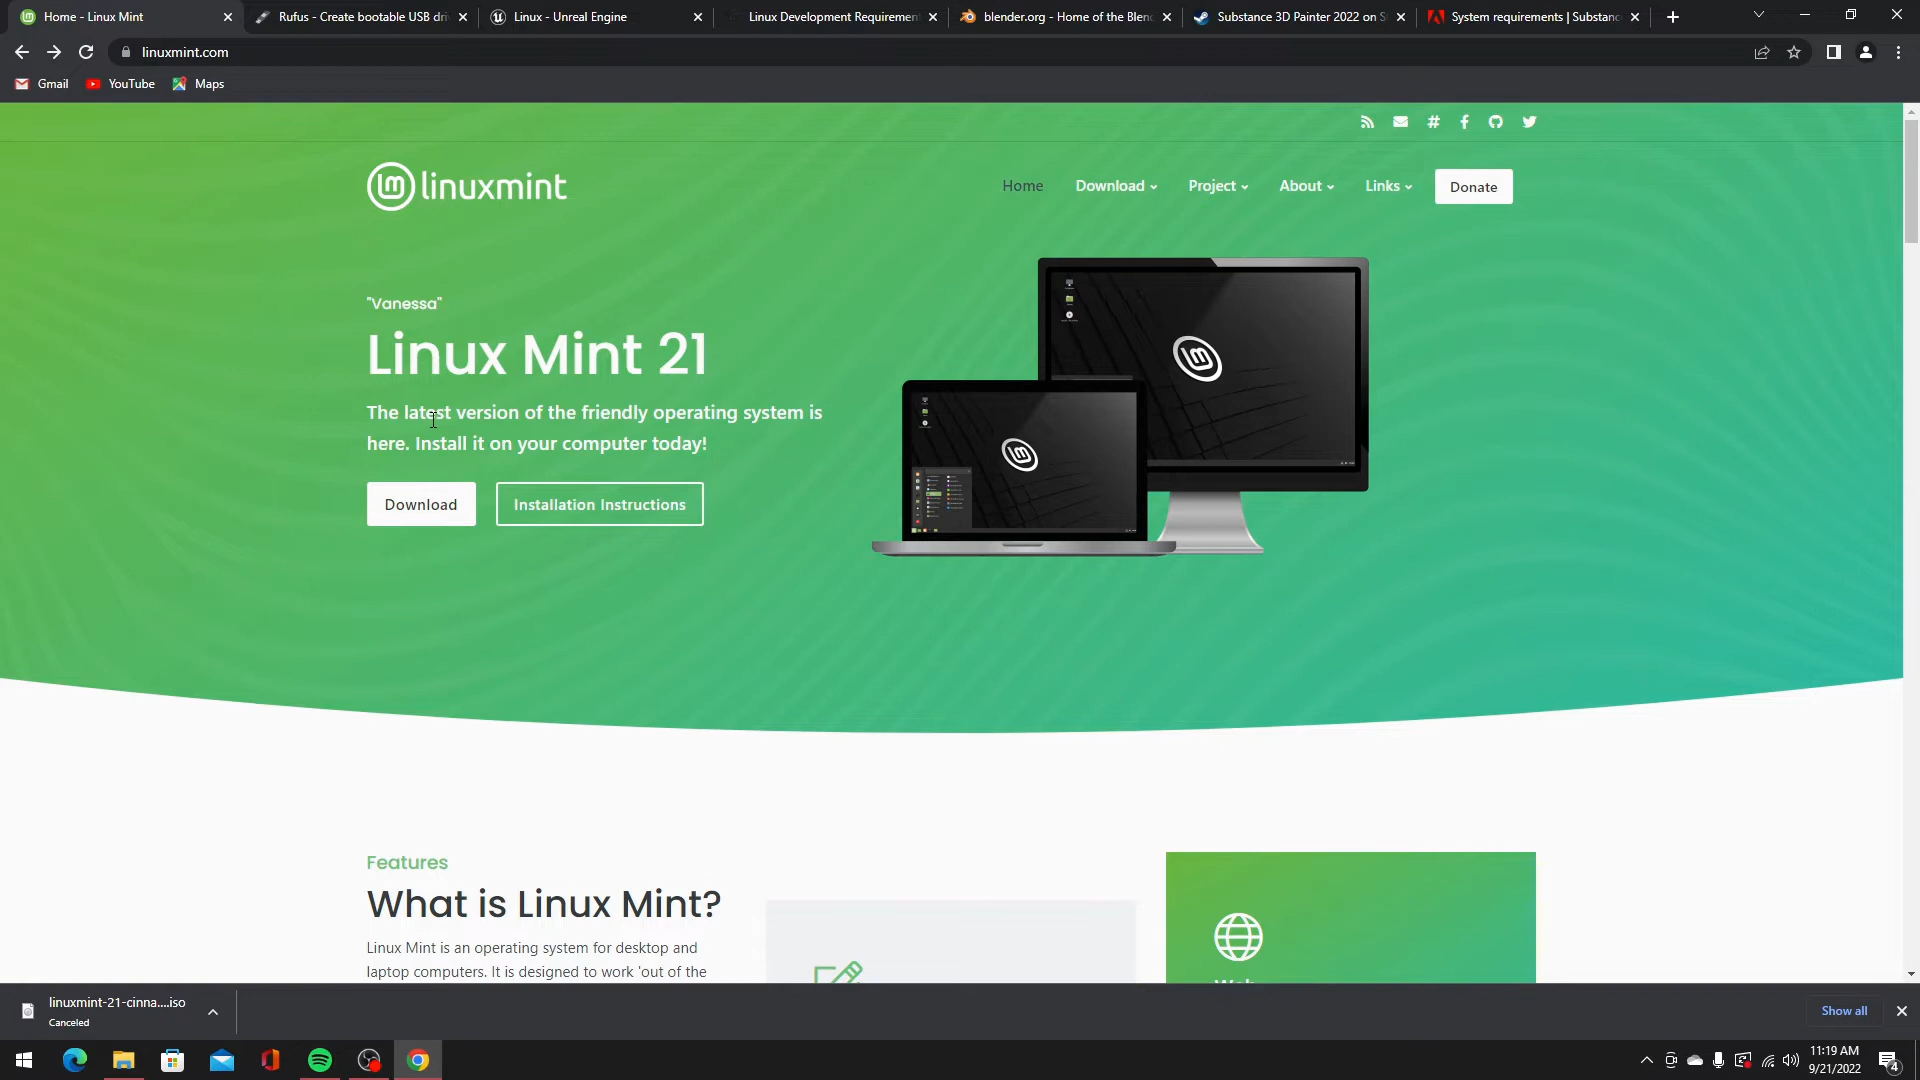 Home - Linux Mint
Rufus - Create bootable USB dri
Linux - Unreal Engine
Linux Development Requirement
blender.org - Home of the Blen
Substance 3D Painter 2022 on S
System requirements | Substanc
linuxmint.com
Gmail
YouTube
Maps
linuxmint
Home
Download
Project
About
Links
Donate
"Vanessa"
Linux Mint 21
The latest version of the friendly operating system is
here. Install it on your computer today!
Download
Installation Instructions
Features
What is Linux Mint?
Linux Mint is an operating system for desktop and
laptop computers. It is designed to work 'out of the
Web
linuxmint-21-cinna....iso
Canceled
Show all
11:19 AM
9/21/2022
4